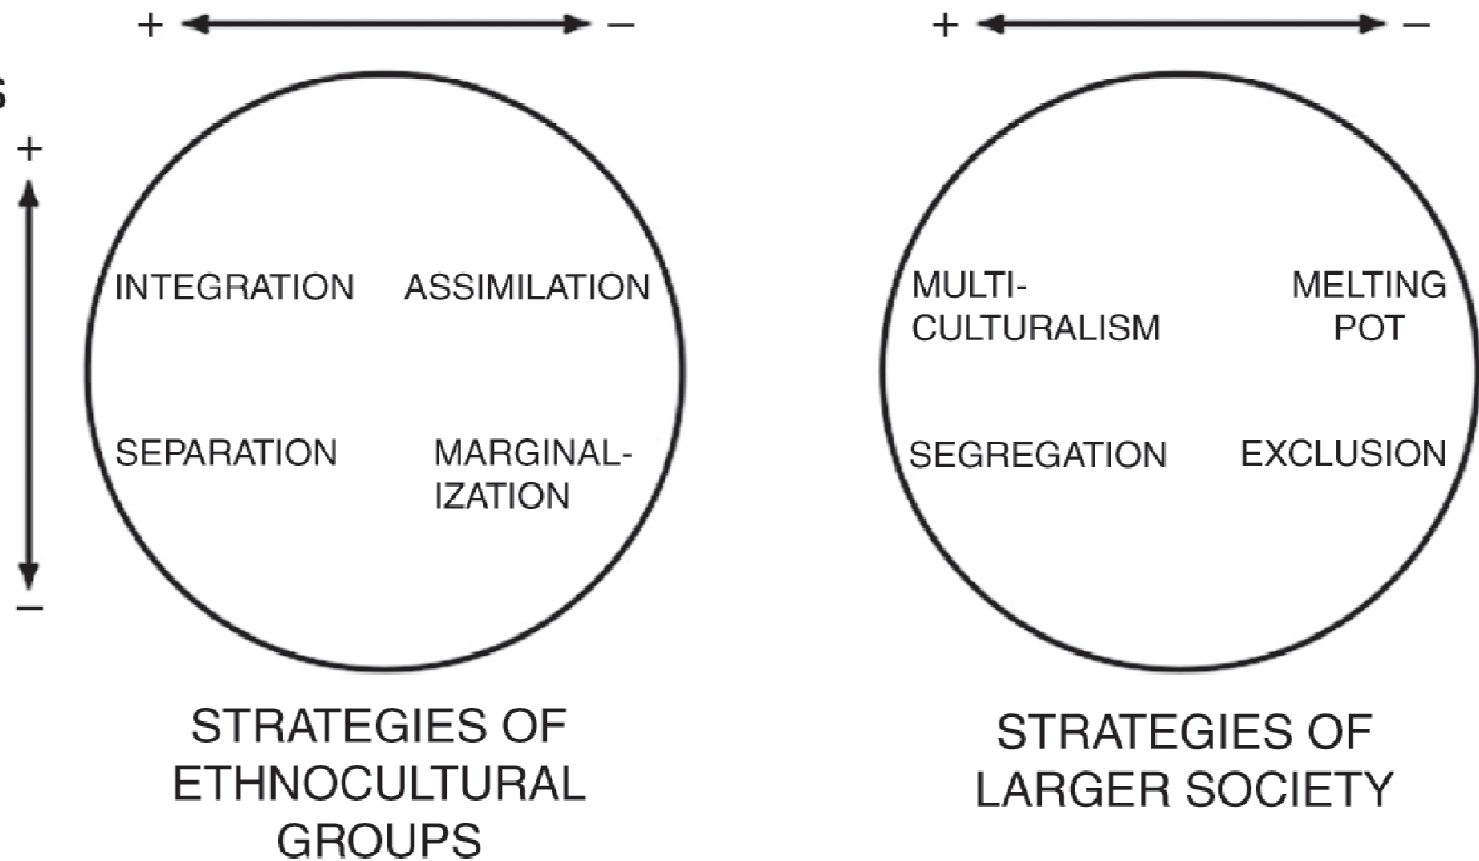 + −
+ −
S
+
−
INTEGRATION ASSIMILATION
SEPARATION MARGINAL-
IZATION
STRATEGIES OF
ETHNOCULTURAL
GROUPS
MULTI-
CULTURALISM
MELTING
POT
SEGREGATION EXCLUSION
STRATEGIES OF
LARGER SOCIETY